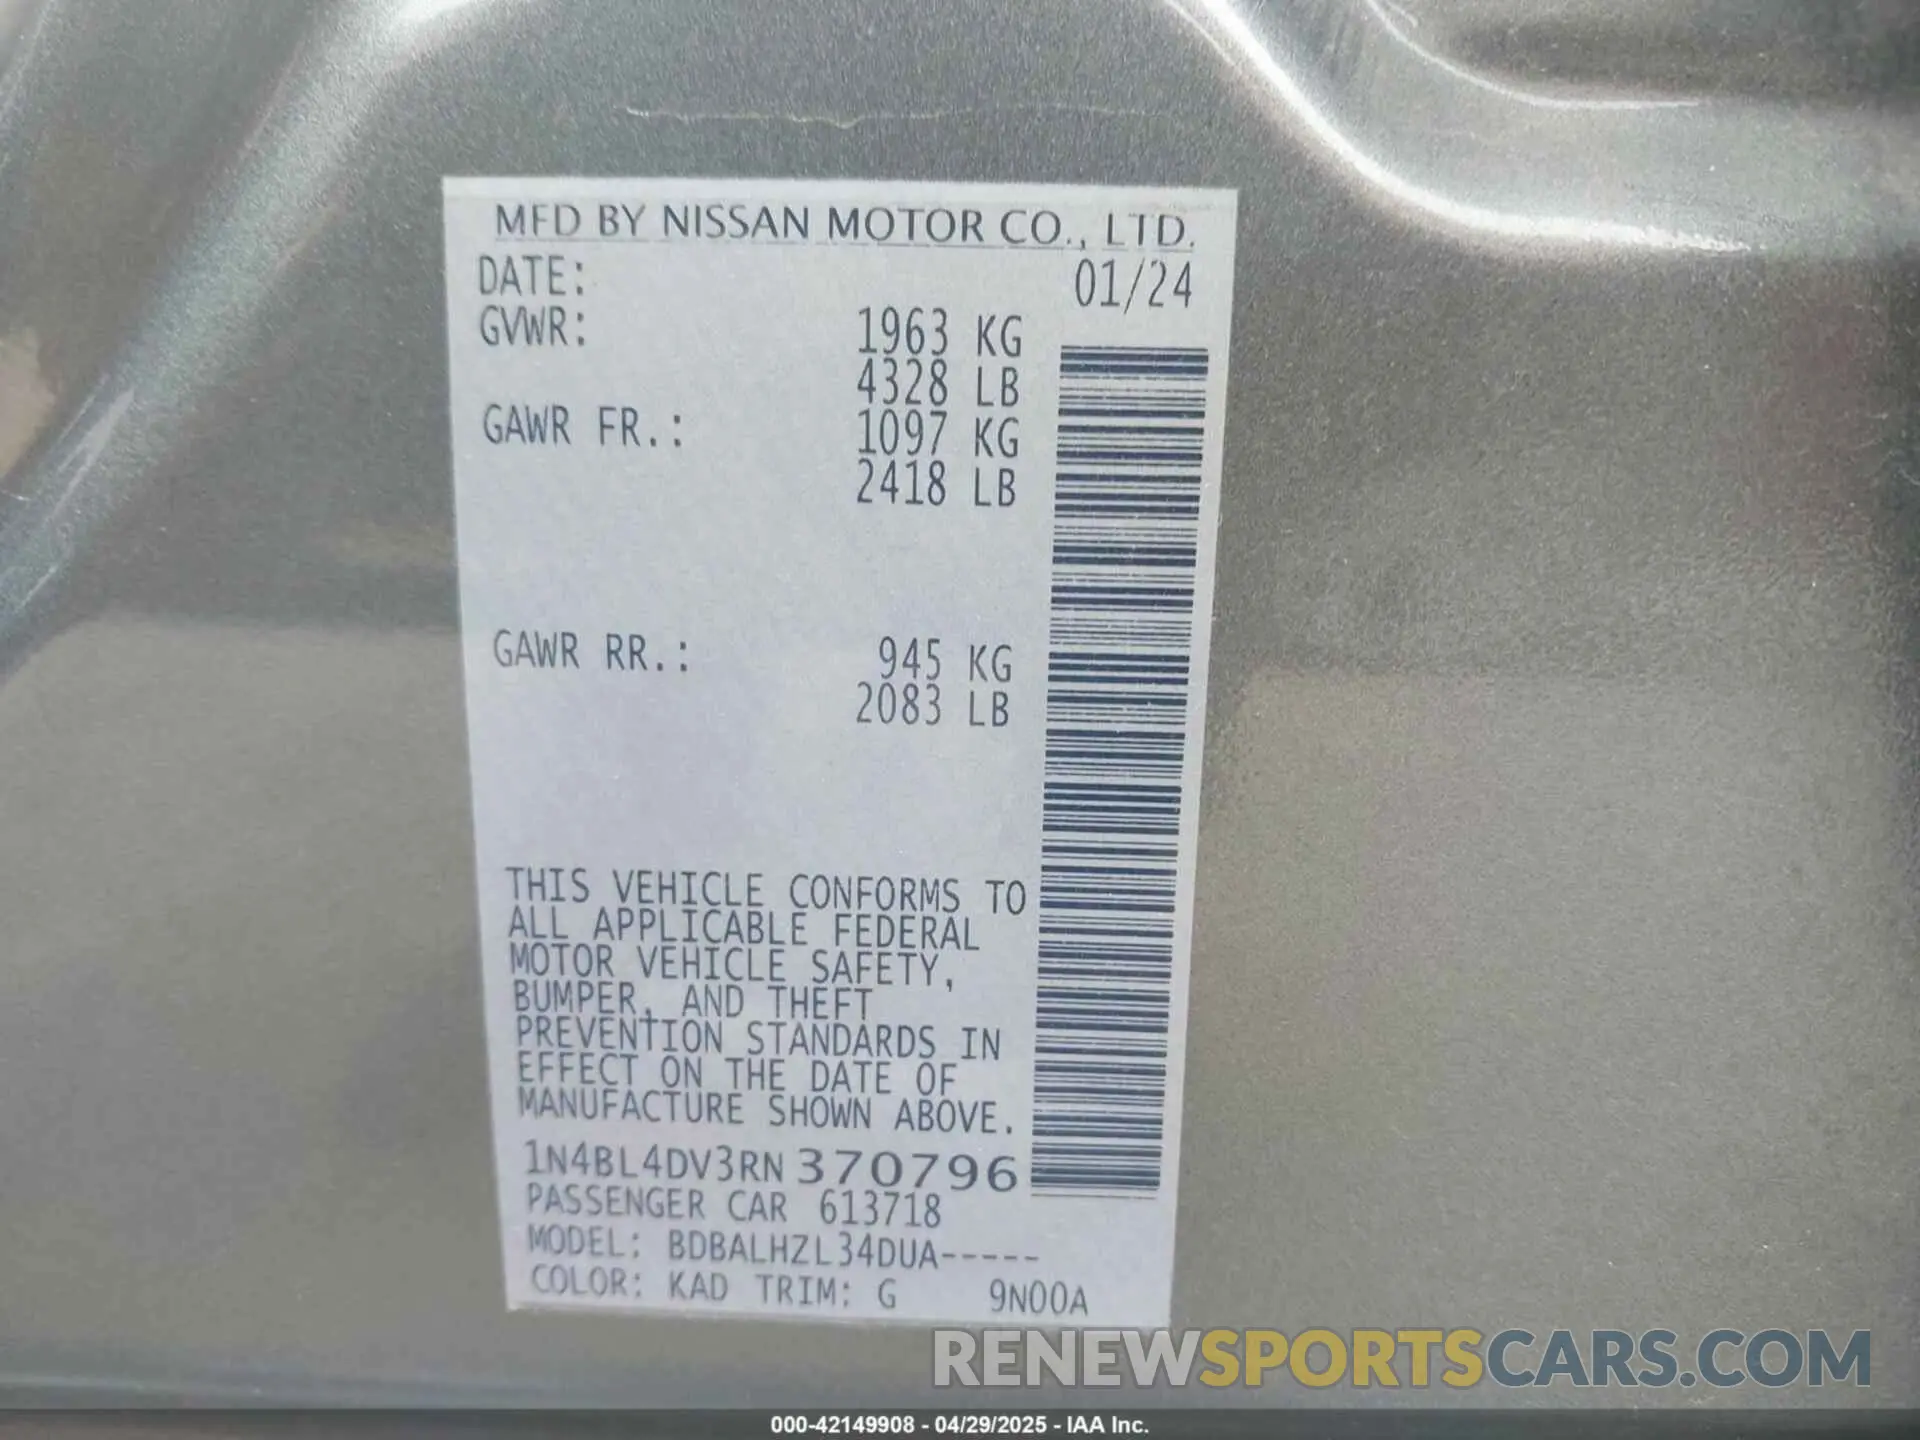 MFD BY NISSAN MOTOR CO., LTD.
DATE: 01/24
GVWR: 1963 KG
4328 LB
GAWR FR.: 1097 KG
2418 LB
GAWR RR.: 945 KG
2083 LB
THIS VEHICLE CONFORMS TO
ALL APPLICABLE FEDERAL
MOTOR VEHICLE SAFETY,
BUMPER, AND THEFT
PREVENTION STANDARDS IN
EFFECT ON THE DATE OF
MANUFACTURE SHOWN ABOVE.
1N4BL4DV3RN370796
PASSENGER CAR 613718
MODEL: BDBALHZL34DUA-----
COLOR: KAD TRIM: G 9N00A
RENEWSPORTSCARS.COM
000-42149908 - 04/29/2025 - IAA Inc.